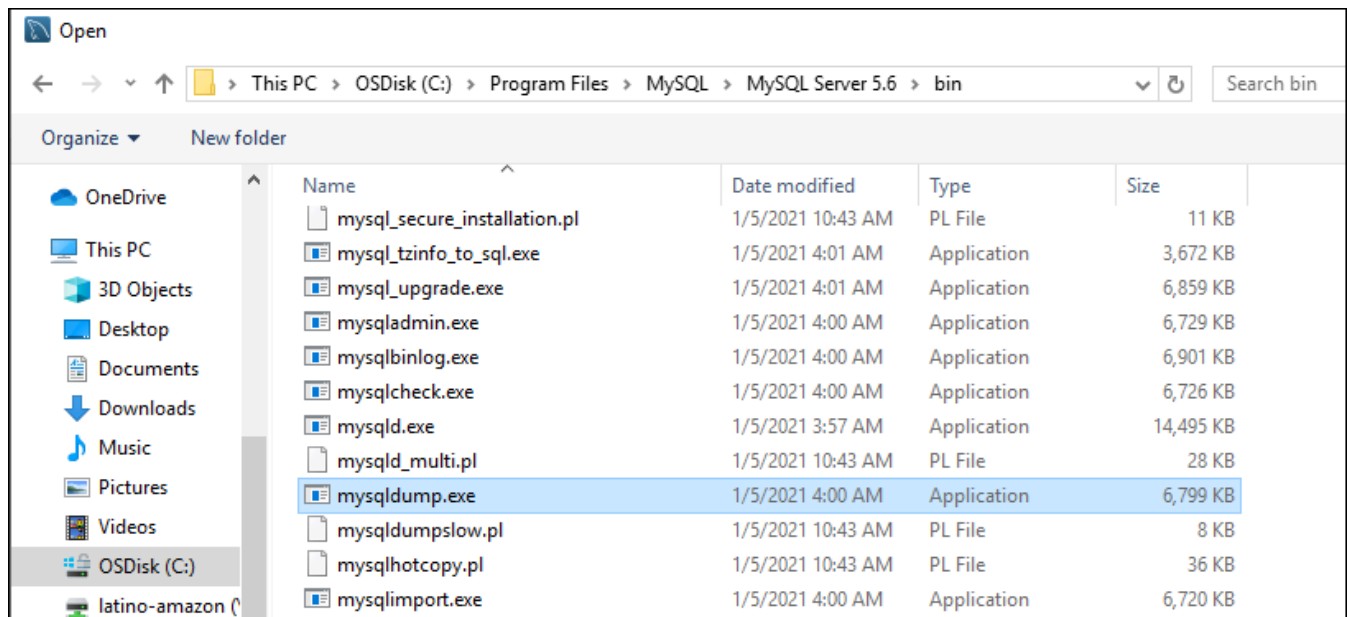 Open
This PC > OSDisk (C:) > Program Files > MySQL > MySQL Server 5.6 > bin
Search bin
Organize
New folder
OneDrive
This PC
3D Objects
Desktop
Documents
Downloads
Music
Pictures
Videos
OSDisk (C:)
latino-amazon (
Name Date modified Type Size
mysql_secure_installation.pl 1/5/2021 10:43 AM PL File 11 KB
mysql_tzinfo_to_sql.exe 1/5/2021 4:01 AM Application 3,672 KB
mysql_upgrade.exe 1/5/2021 4:01 AM Application 6,859 KB
mysqladmin.exe 1/5/2021 4:00 AM Application 6,729 KB
mysqlbinlog.exe 1/5/2021 4:00 AM Application 6,901 KB
mysqlcheck.exe 1/5/2021 4:00 AM Application 6,726 KB
mysqld.exe 1/5/2021 3:57 AM Application 14,495 KB
mysqld_multi.pl 1/5/2021 10:43 AM PL File 28 KB
mysqldump.exe 1/5/2021 4:00 AM Application 6,799 KB
mysqldumpslow.pl 1/5/2021 10:43 AM PL File 8 KB
mysqlhotcopy.pl 1/5/2021 10:43 AM PL File 36 KB
mysqlimport.exe 1/5/2021 4:00 AM Application 6,720 KB